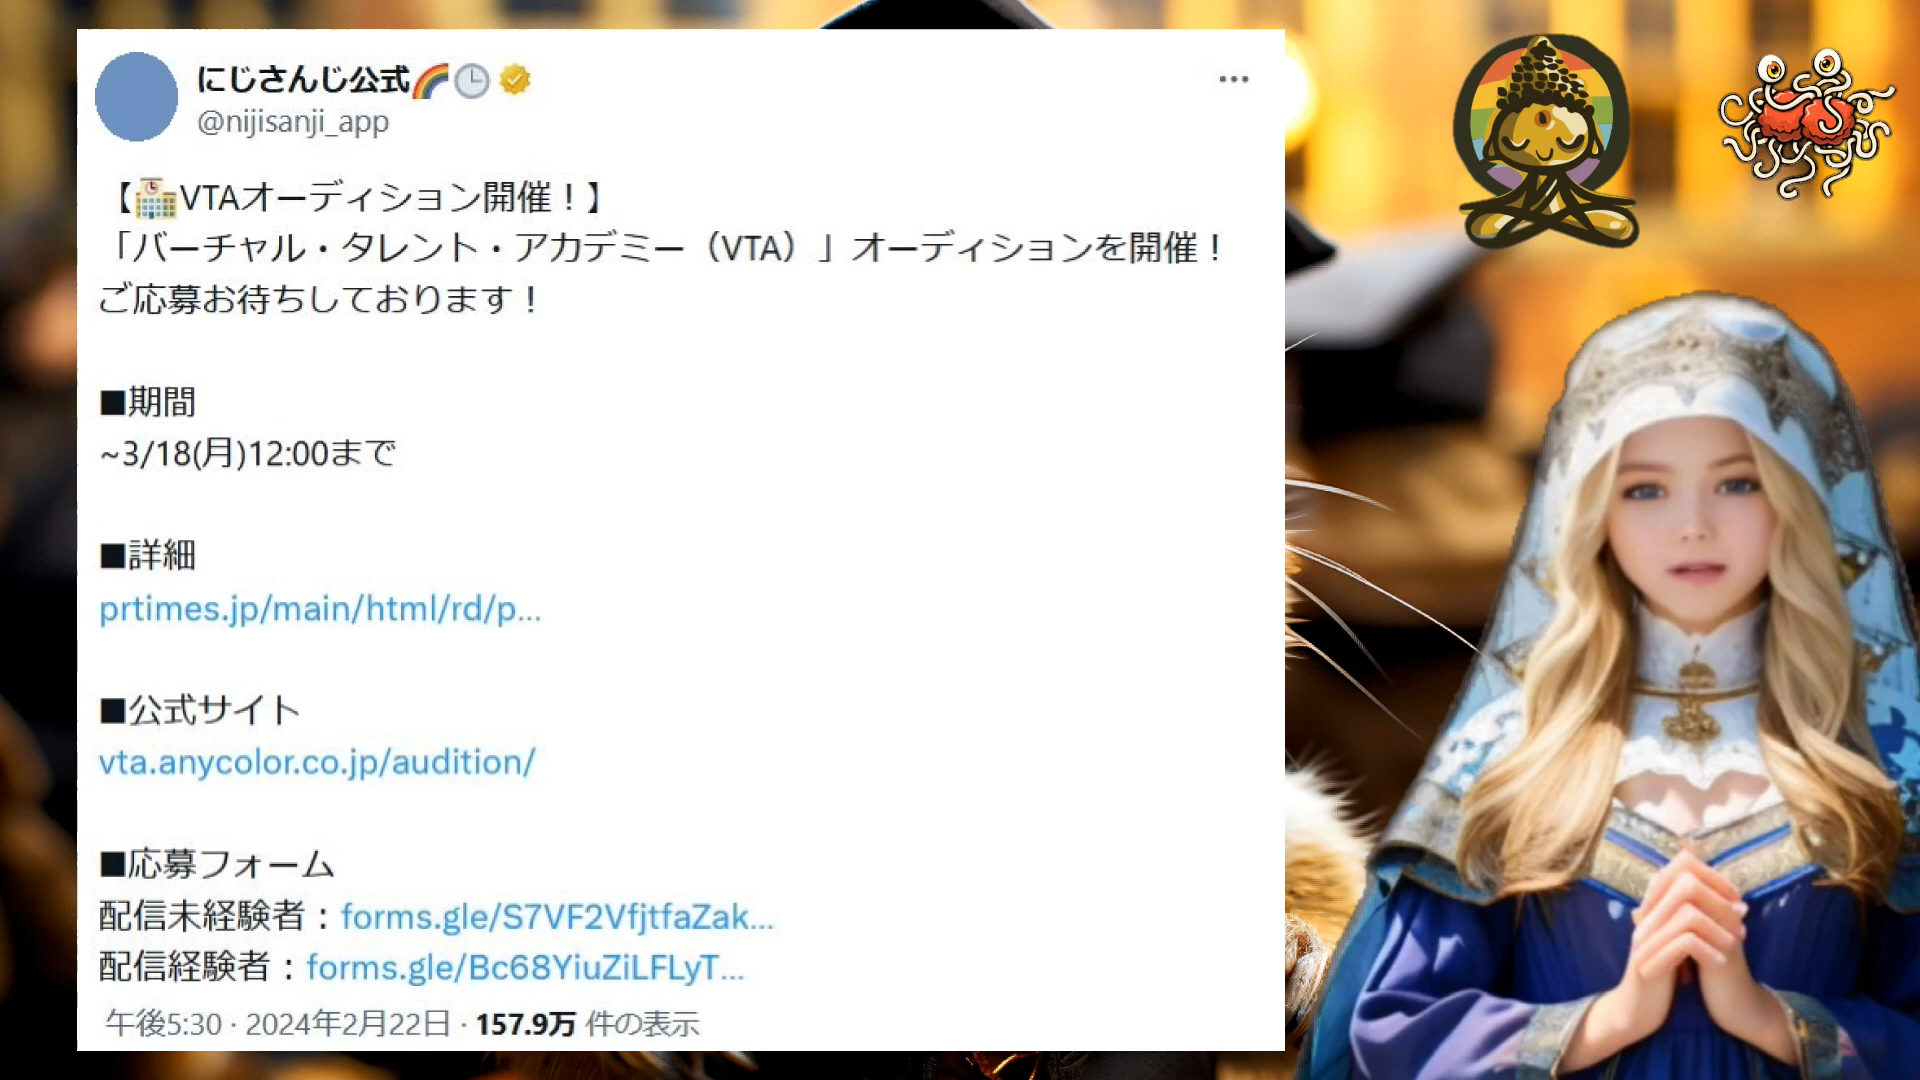 にじさんじ公式🌈🕒
@nijisanji_app
【🏫VTAオーディション開催！】
「バーチャル・タレント・アカデミー（VTA）」オーディションを開催！
ご応募お待ちしております！
■期間
~3/18(月)12:00まで
■詳細
prtimes.jp/main/html/rd/p...
■公式サイト
vta.anycolor.co.jp/audition/
■応募フォーム
配信未経験者：forms.gle/S7VF2VfjtfaZak...
配信経験者：forms.gle/Bc68YiuZiLFLyT...
午後5:30 · 2024年2月22日 · 157.9万 件の表示